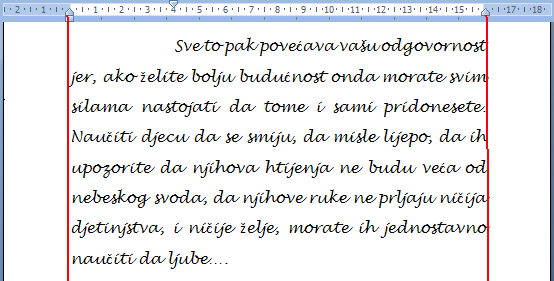 2 1 1 2 3 4 5 6 7 8 9 10 11 12 13 14 15 17 18
Sve to pak povećava vašu odgovornost
jer, ako želite bolju budućnost onda morate svim
silama nastojati da tome i sami pridonesete.
Naučiti djecu da se smiju, da misle lijepo, da ih
upozorite da njihova htijenja ne budu veća od
nebeskog svoda, da njihove ruke ne prljaju ničija
djetinjstva, i ničije želje, morate ih jednostavno
naučiti da ljube....